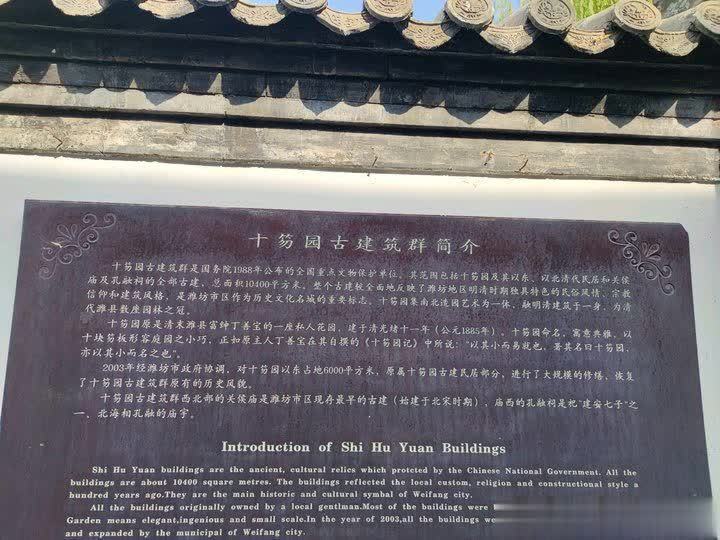 十笏园古建筑群简介
十笏园古建筑群是国务院1988年公布的全国重点文物保护单位。其范围包括十笏园及其以东、以北清代民居和关侯
庙及孔融祠的全部古建，总面积10400平方米。整个古建较全面地反映了潍坊地区明清时期独具特色的民俗风情、宗教
信仰和建筑风格，是潍坊市区作为历史文化名城的重要标志。十笏园集南北造园艺术为一体，融明清建筑于一身，为清
代潍县数座园林之冠。
十笏园原是清末潍县富绅丁善宝的一座私人花园，建于清光绪十一年（公元1885年）。十笏园命名，寓意典雅。以
十块笏板形容庭园之小巧，正如原主人丁善宝在其自撰的《十笏园记》中所说：“以其小而易就也，署其名曰十笏园，
亦以其小而名之也”。
2003年经潍坊市政府协调，对十笏园以东占地6000平方米，原属十笏园古建民居部分，进行了大规模的修缮，恢复
了十笏园古建筑群原有的历史风貌。
十笏园古建筑群西北部的关侯庙是潍坊市区现存最早的古建（始建于北宋时期），庙西的孔融祠是祀“建安七子”之
一、北海相孔融的庙宇。
Introduction of Shi Hu Yuan Buildings
Shi Hu Yuan buildings are the ancient, cultural relics which protcted by the Chinese National Government. All the
buildings are about 10400 square metres. The buildings reflected the local custom, religion and constructional style a
hundred years ago.They are the main historic and cultural symbal of Weifang city.
All the buildings originally owned by a local gentlman.Most of the buildings were
Garden means elegant,ingenious and small scale.In the year of 2003,all the buildings we
and expanded by the municipal of Weifang city.